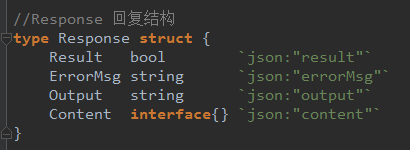 //Response 回复结构
type Response struct {
    Result   bool        `json:"result"`
    ErrorMsg string      `json:"errorMsg"`
    Output   string      `json:"output"`
    Content  interface{} `json:"content"`
}